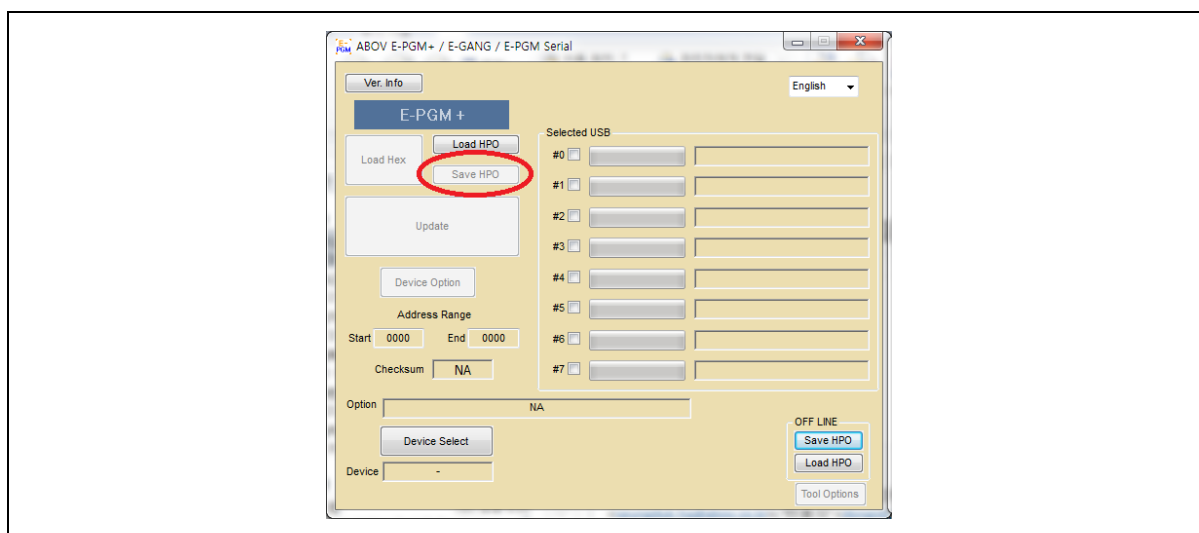 E-PGM ABOV E-PGM+ / E-GANG / E-PGM Serial
Ver. Info
English
E-PGM +
Load Hex
Load HPO
Save HPO
Update
Device Option
Address Range
Start 0000 End 0000
Checksum NA
Selected USB
#0
#1
#2
#3
#4
#5
#6
#7
Option NA
Device Select
Device -
OFF LINE
Save HPO
Load HPO
Tool Options